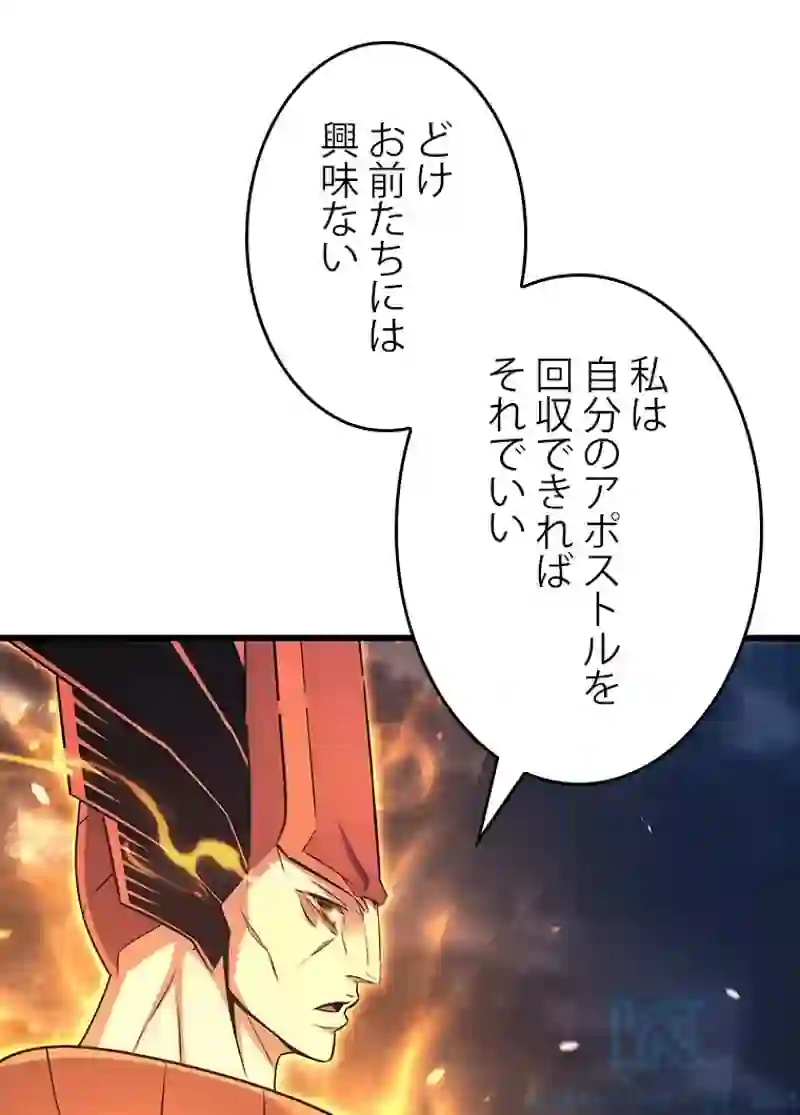 どけ
お前たちには
興味ない
私は
自分のアポストルを
回収できれば
それでいい